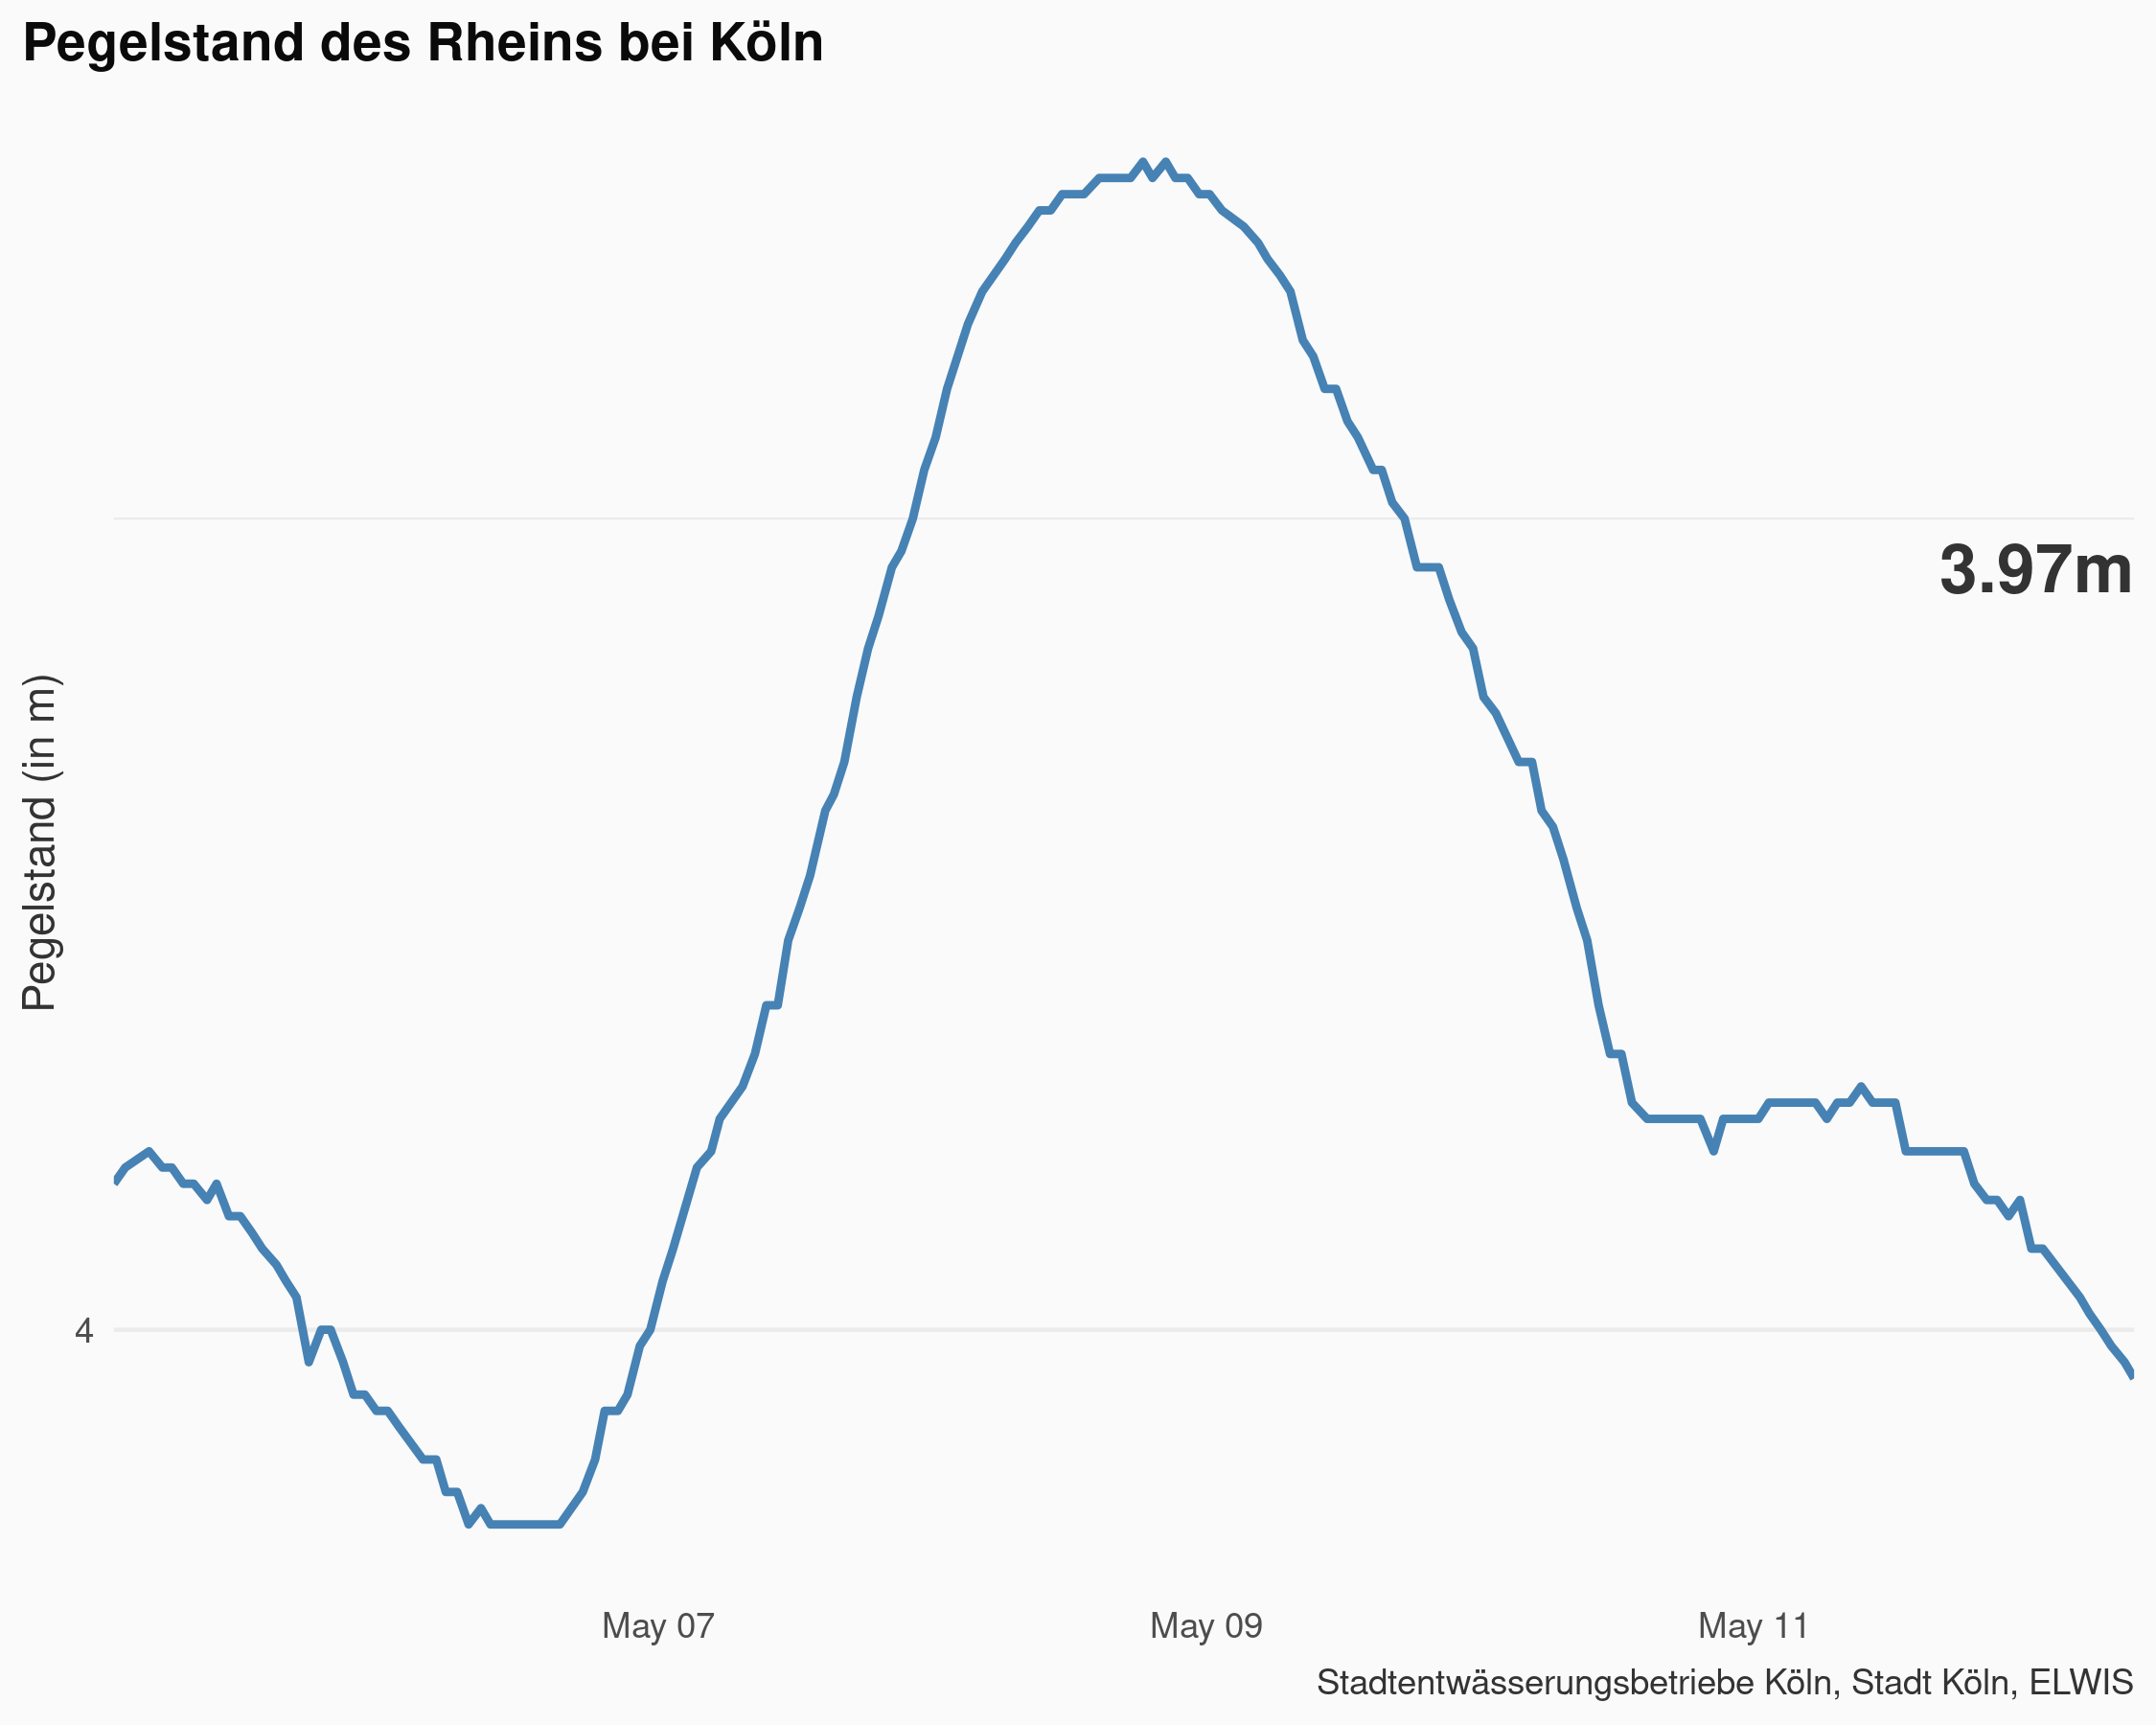 Pegelstand des Rheins bei Köln
3.97m
Pegelstand (in m)
4
May 07
May 09
May 11
Stadtentwässerungsbetriebe Köln, Stadt Köln, ELWIS